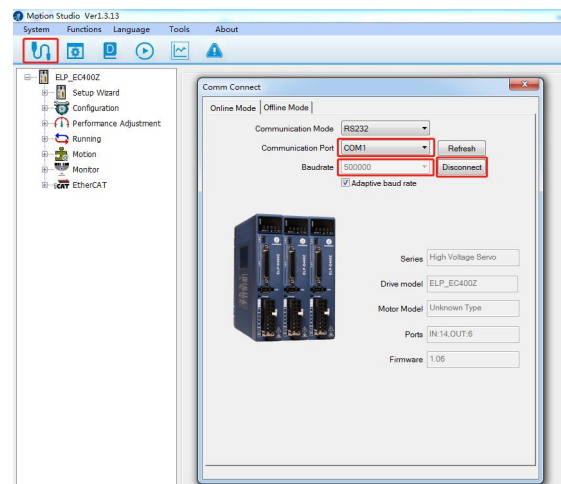 Motion Studio Ver1.3.13
System Functions Language Tools About
ELP_EC400Z
Setup Wizard
Configuration
Performance Adjustment
Running
Motion
Monitor
EtherCAT
Comm Connect
Online Mode Offline Mode
Communication Mode RS232
Communication Port COM1 Refresh
Baudrate 500000 Disconnect
Adaptive baud rate
Series High Voltage Servo
Drive model ELP_EC400Z
Motor Model Unknown Type
Ports IN:14,OUT:6
Firmware 1.06